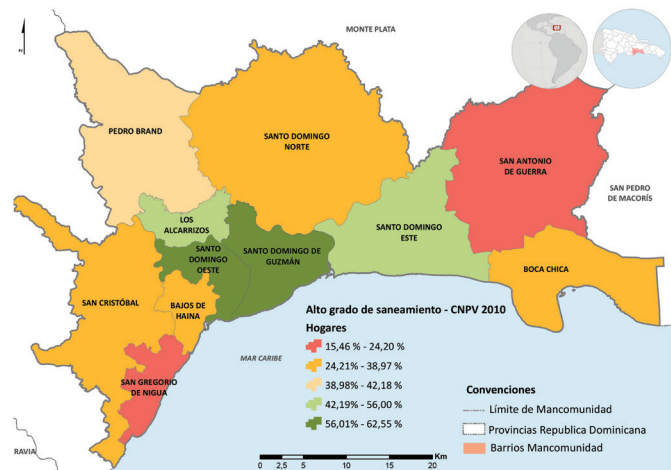 MONTE PLATA
PEDRO BRAND
SANTO DOMINGO
NORTE
SAN ANTONIO
DE GUERRA
SAN PEDRO
DE MACORÍS
LOS
ALCARRIZOS
SANTO
DOMINGO
OESTE
SANTO DOMINGO DE
GUZMÁN
SANTO DOMINGO
ESTE
BOCA CHICA
SAN CRISTÓBAL
BAJOS DE
HAINA
SAN GREGORIO
DE NIGUA
MAR CARIBE
RAVIA
Alto grado de saneamiento - CNPV 2010
Hogares
15,46 % - 24,20 %
24,21 % - 38,97 %
38,98% - 42,18 %
42,19% - 56,00 %
56,01% - 62,55 %
Convenciones
Límite de Mancomunidad
Provincias Republica Dominicana
Barrios Mancomunidad
Km
0 2,5 5 10 15 20